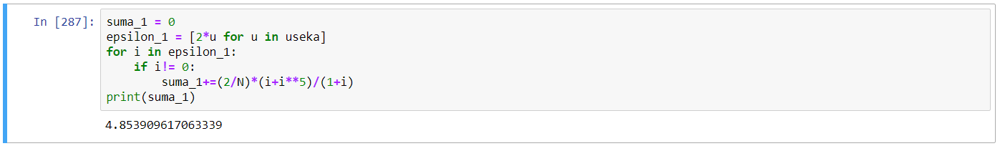 In [287]: suma_1 = 0
epsilon_1 = [2*u for u in useka]
for i in epsilon_1:
    if i!= 0:
        suma_1+=(2/N)*(i+i**5)/(1+i)
print(suma_1)
4.853909617063339